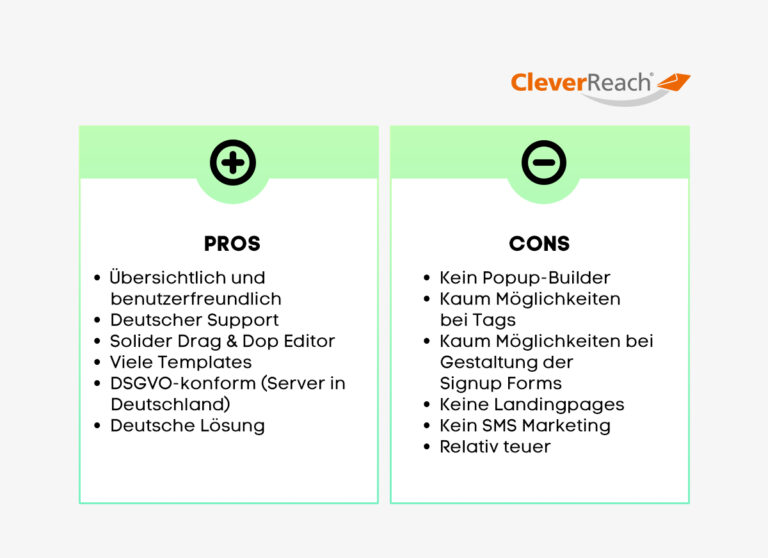 CleverReach®
PROS
• Übersichtlich und
benutzerfreundlich
• Deutscher Support
• Solider Drag & Dop Editor
• Viele Templates
• DSGVO-konform (Server in
Deutschland)
• Deutsche Lösung
CONS
• Kein Popup-Builder
• Kaum Möglichkeiten
bei Tags
• Kaum Möglichkeiten bei
Gestaltung der
Signup Forms
• Keine Landingpages
• Kein SMS Marketing
• Relativ teuer